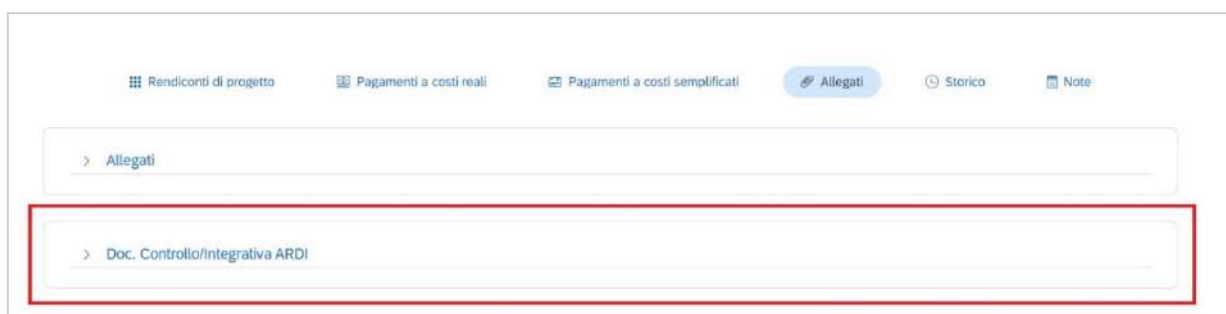 Rendiconti di progetto Pagamenti a costi reali Pagamenti a costi semplificati Allegati Storico Note
Allegati
Doc. Controllo/Integrativa ARDI